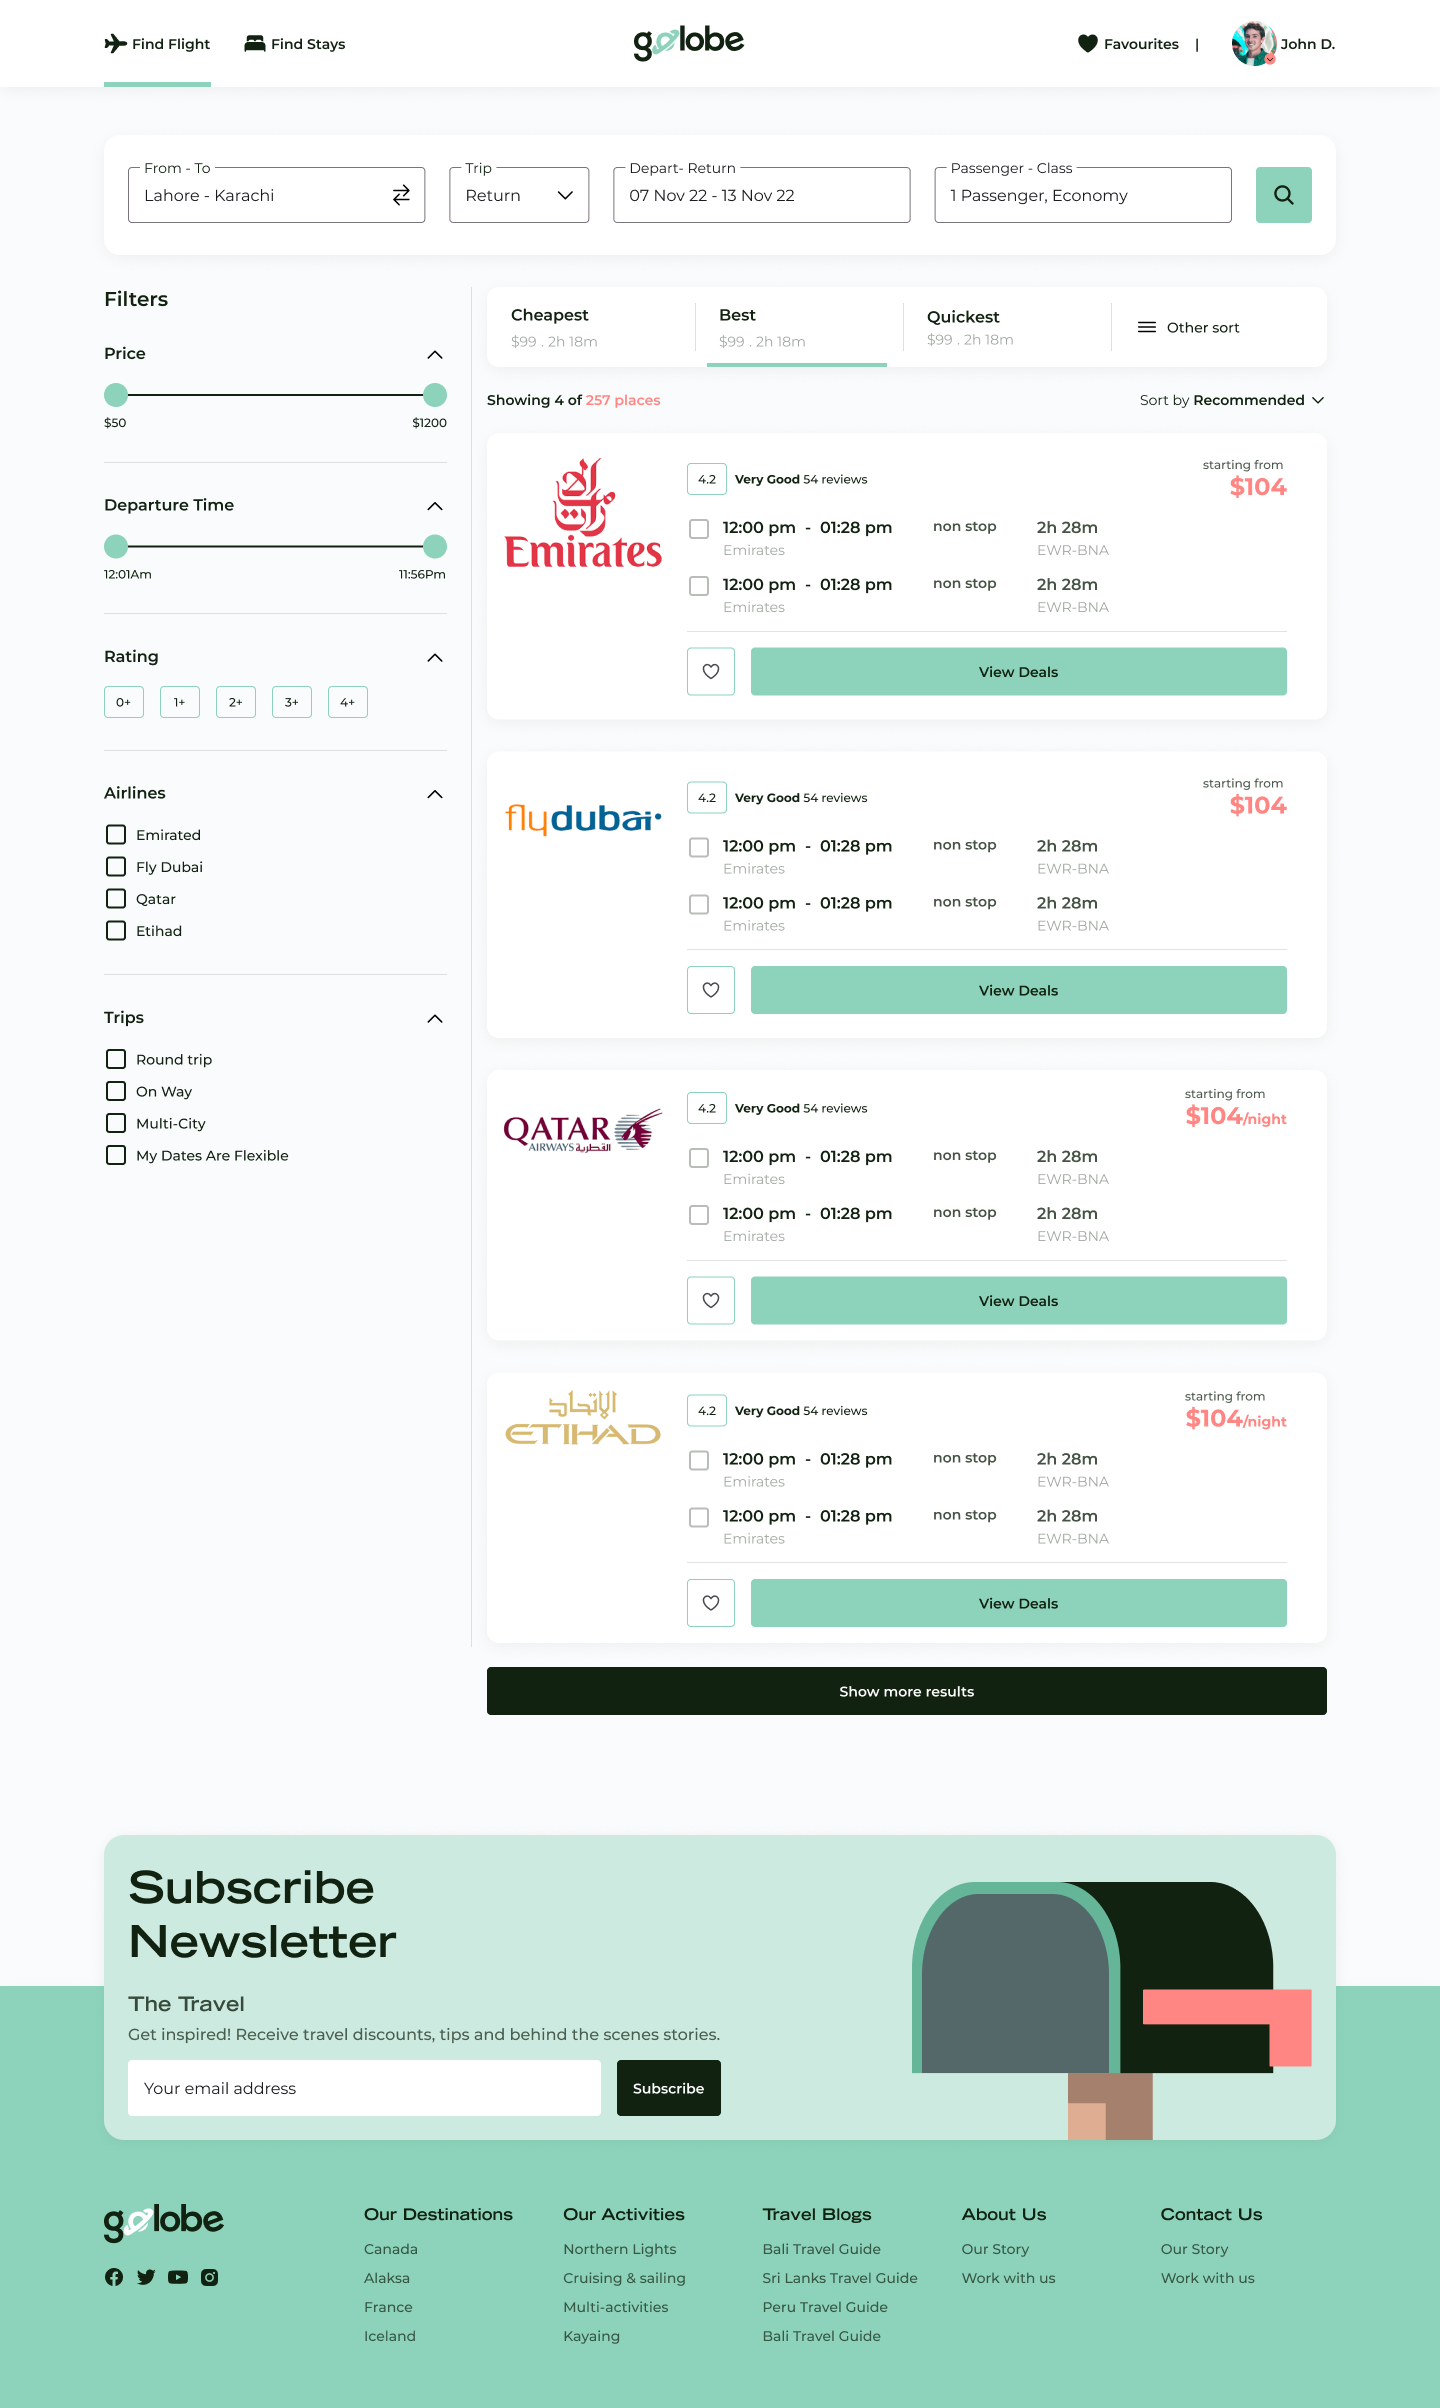 Find Flight
Find Stays
golobe
Favourites |
John D.
From - To
Lahore - Karachi
Trip
Return
Depart- Return
07 Nov 22 - 13 Nov 22
Passenger - Class
1 Passenger, Economy
Filters
Price
$50 $1200
Departure Time
12:01Am 11:56Pm
Rating
0+ 1+ 2+ 3+ 4+
Airlines
Emirated
Fly Dubai
Qatar
Etihad
Trips
Round trip
On Way
Multi-City
My Dates Are Flexible
Cheapest
$99 . 2h 18m
Best
$99 . 2h 18m
Quickest
$99 . 2h 18m
Other sort
Showing 4 of 257 places
Sort by Recommended
Emirates
4.2 Very Good 54 reviews
starting from
$104
12:00 pm - 01:28 pm non stop 2h 28m
Emirates EWR-BNA
12:00 pm - 01:28 pm non stop 2h 28m
Emirates EWR-BNA
View Deals
flydubai
4.2 Very Good 54 reviews
starting from
$104
12:00 pm - 01:28 pm non stop 2h 28m
Emirates EWR-BNA
12:00 pm - 01:28 pm non stop 2h 28m
Emirates EWR-BNA
View Deals
QATAR
AIRWAYS القطرية
4.2 Very Good 54 reviews
starting from
$104/night
12:00 pm - 01:28 pm non stop 2h 28m
Emirates EWR-BNA
12:00 pm - 01:28 pm non stop 2h 28m
Emirates EWR-BNA
View Deals
الإتحاد
ETIHAD
4.2 Very Good 54 reviews
starting from
$104/night
12:00 pm - 01:28 pm non stop 2h 28m
Emirates EWR-BNA
12:00 pm - 01:28 pm non stop 2h 28m
Emirates EWR-BNA
View Deals
Show more results
Subscribe
Newsletter
The Travel
Get inspired! Receive travel discounts, tips and behind the scenes stories.
Your email address
Subscribe
golobe
Our Destinations
Canada
Alaksa
France
Iceland
Our Activities
Northern Lights
Cruising & sailing
Multi-activities
Kayaing
Travel Blogs
Bali Travel Guide
Sri Lanks Travel Guide
Peru Travel Guide
Bali Travel Guide
About Us
Our Story
Work with us
Contact Us
Our Story
Work with us